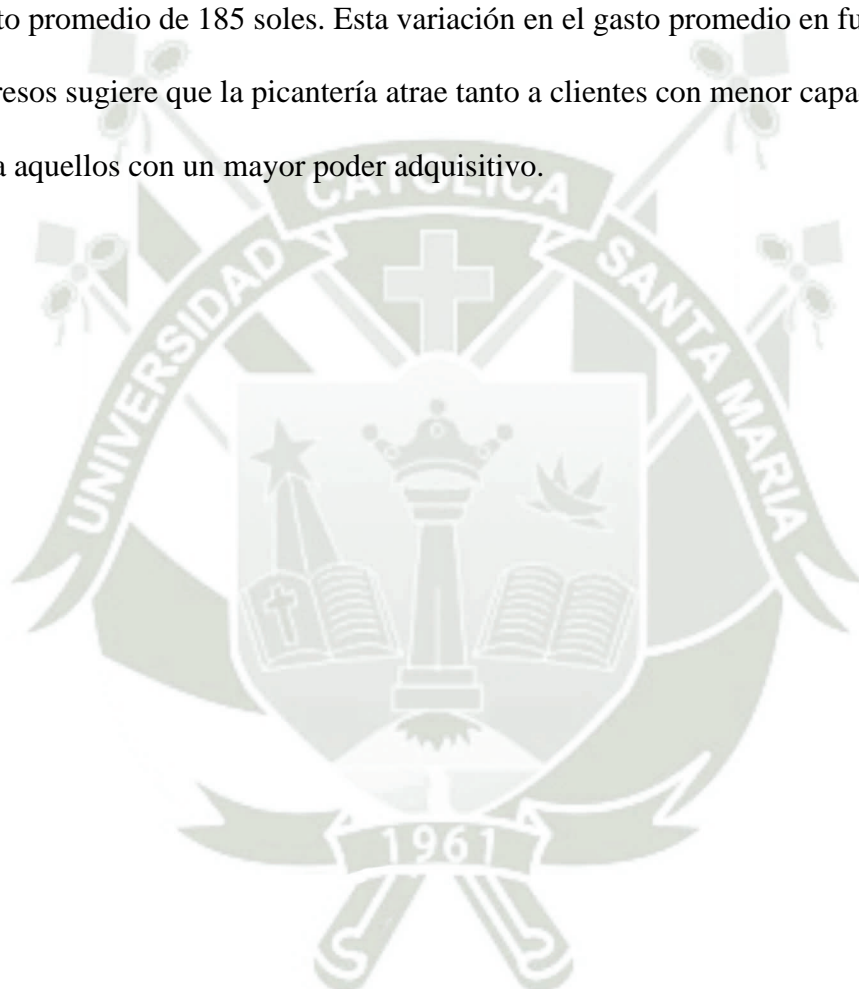 to promedio de 185 soles. Esta variación en el gasto promedio en fu
resos sugiere que la picantería atrae tanto a clientes con menor capa
a aquellos con un mayor poder adquisitivo.
UNIVERSIDAD CATOLICA SANTA MARIA
1961